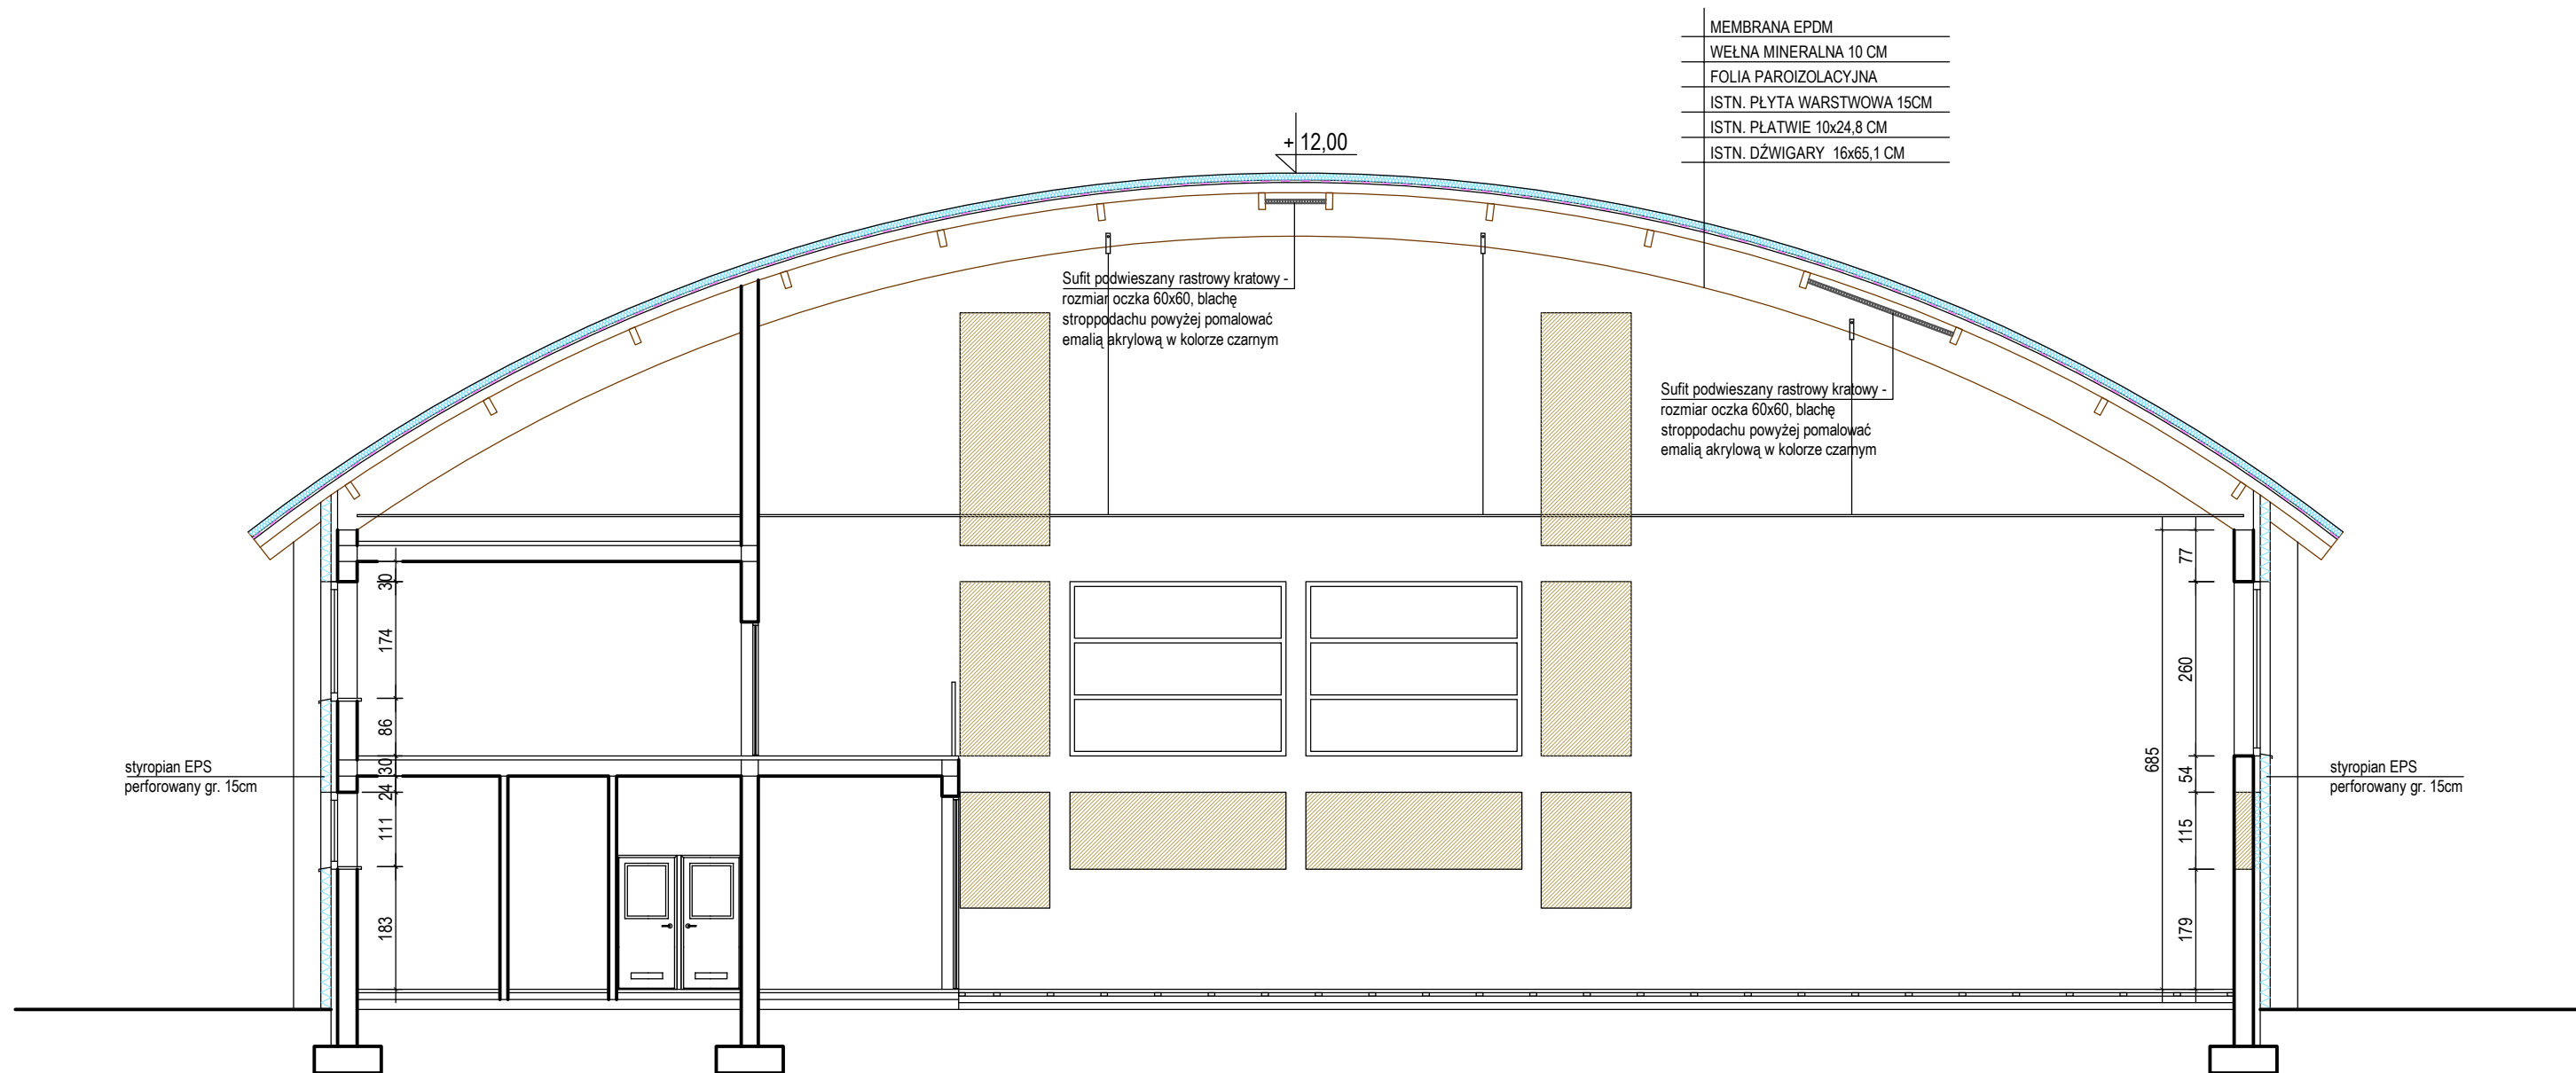 MEMBRANA EPDM
WEŁNA MINERALNA 10 CM
FOLIA PAROIZOLACYJNA
ISTN. PŁYTA WARSTWOWA 15CM
ISTN. PŁATWIE 10x24,8 CM
ISTN. DŹWIGARY 16x65,1 CM
+ 12,00
Sufit podwieszany rastrowy kratowy -
rozmiar oczka 60x60, blachę
stroppodachu powyżej pomalować
emalią akrylową w kolorze czarnym
Sufit podwieszany rastrowy kratowy -
rozmiar oczka 60x60, blachę
stroppodachu powyżej pomalować
emalią akrylową w kolorze czarnym
30
174
86
30
24
111
183
styropian EPS
perforowany gr. 15cm
77
260
685
54
115
179
styropian EPS
perforowany gr. 15cm